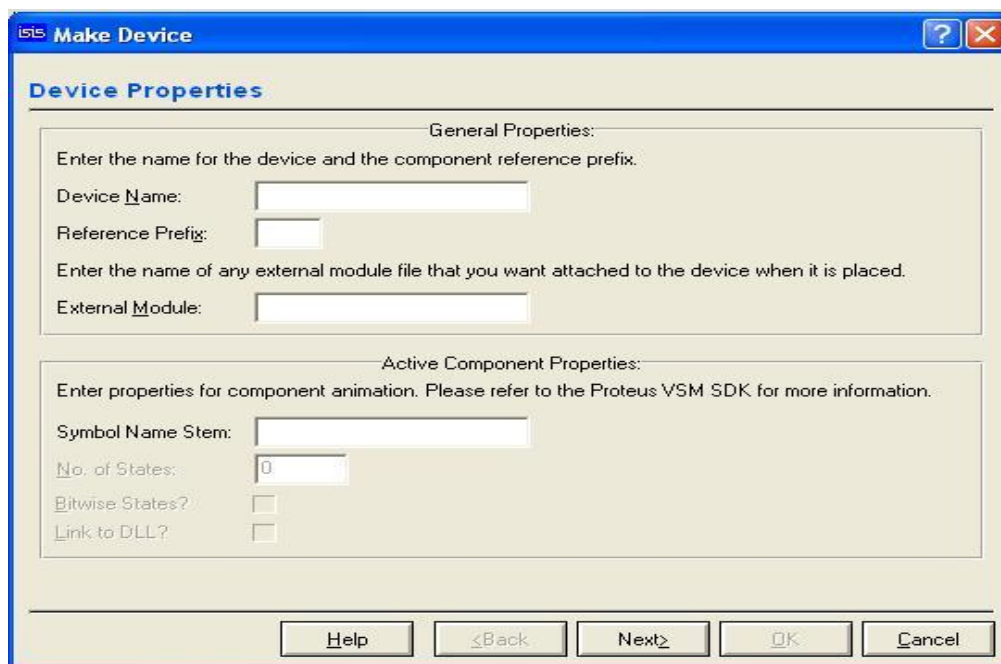 isis Make Device
Device Properties
General Properties:
Enter the name for the device and the component reference prefix.
Device Name:
Reference Prefix:
Enter the name of any external module file that you want attached to the device when it is placed.
External Module:
Active Component Properties:
Enter properties for component animation. Please refer to the Proteus VSM SDK for more information.
Symbol Name Stem:
No. of States: 0
Bitwise States?
Link to DLL?
Help <Back Next> OK Cancel